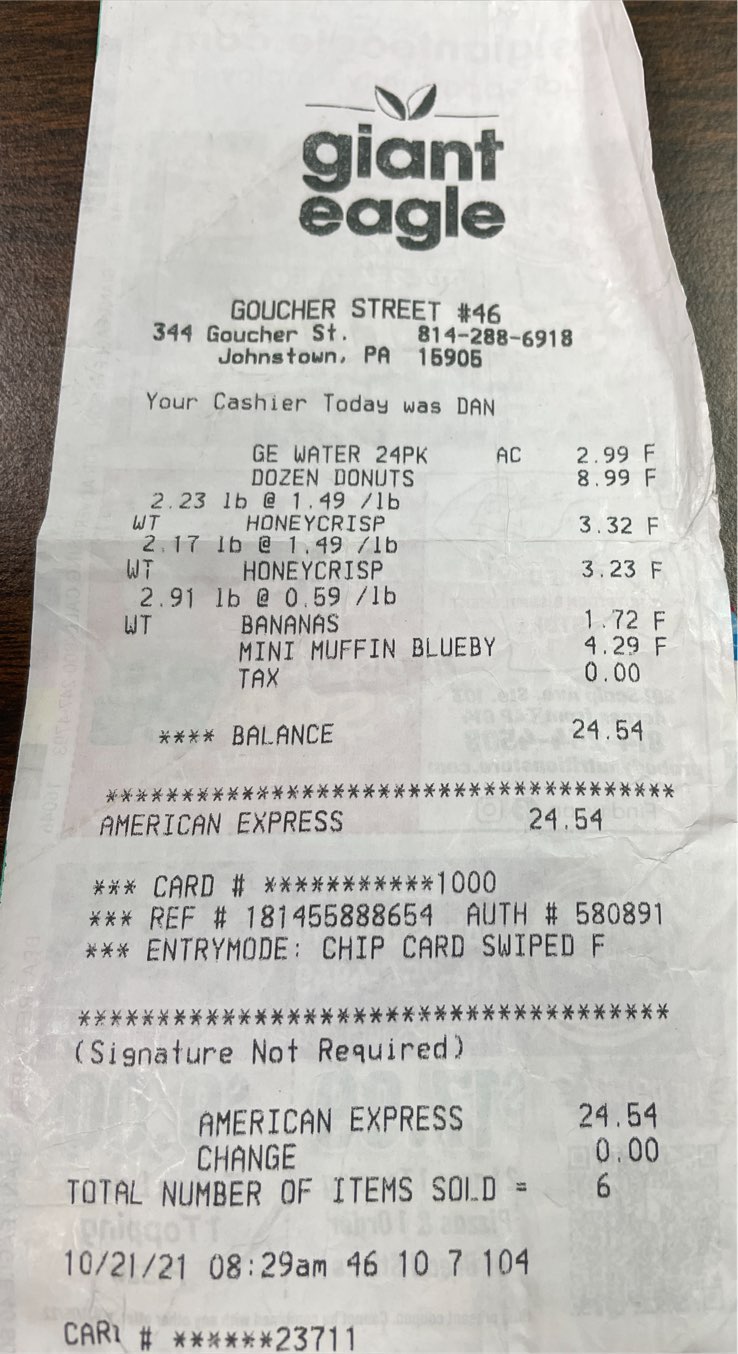 giant
eagle
GOUCHER STREET #46
344 Goucher St. 814-288-6918
Johnstown, PA 15905
Your Cashier Today was DAN
GE WATER 24PK AC 2.99 F
DOZEN DONUTS 8.99 F
2.23 lb @ 1.49 /lb
WT HONEYCRISP 3.32 F
2.17 lb @ 1.49 /lb
WT HONEYCRISP 3.23 F
2.91 lb @ 0.59 /lb
WT BANANAS 1.72 F
MINI MUFFIN BLUEBY 4.29 F
TAX 0.00
**** BALANCE 24.54
****************************************
AMERICAN EXPRESS 24.54
*** CARD # ***********1000
*** REF # 181455888654 AUTH # 580891
*** ENTRYMODE: CHIP CARD SWIPED F
****************************************
(Signature Not Required)
AMERICAN EXPRESS 24.54
CHANGE 0.00
TOTAL NUMBER OF ITEMS SOLD = 6
10/21/21 08:29am 46 10 7 104
CARD # ******23711